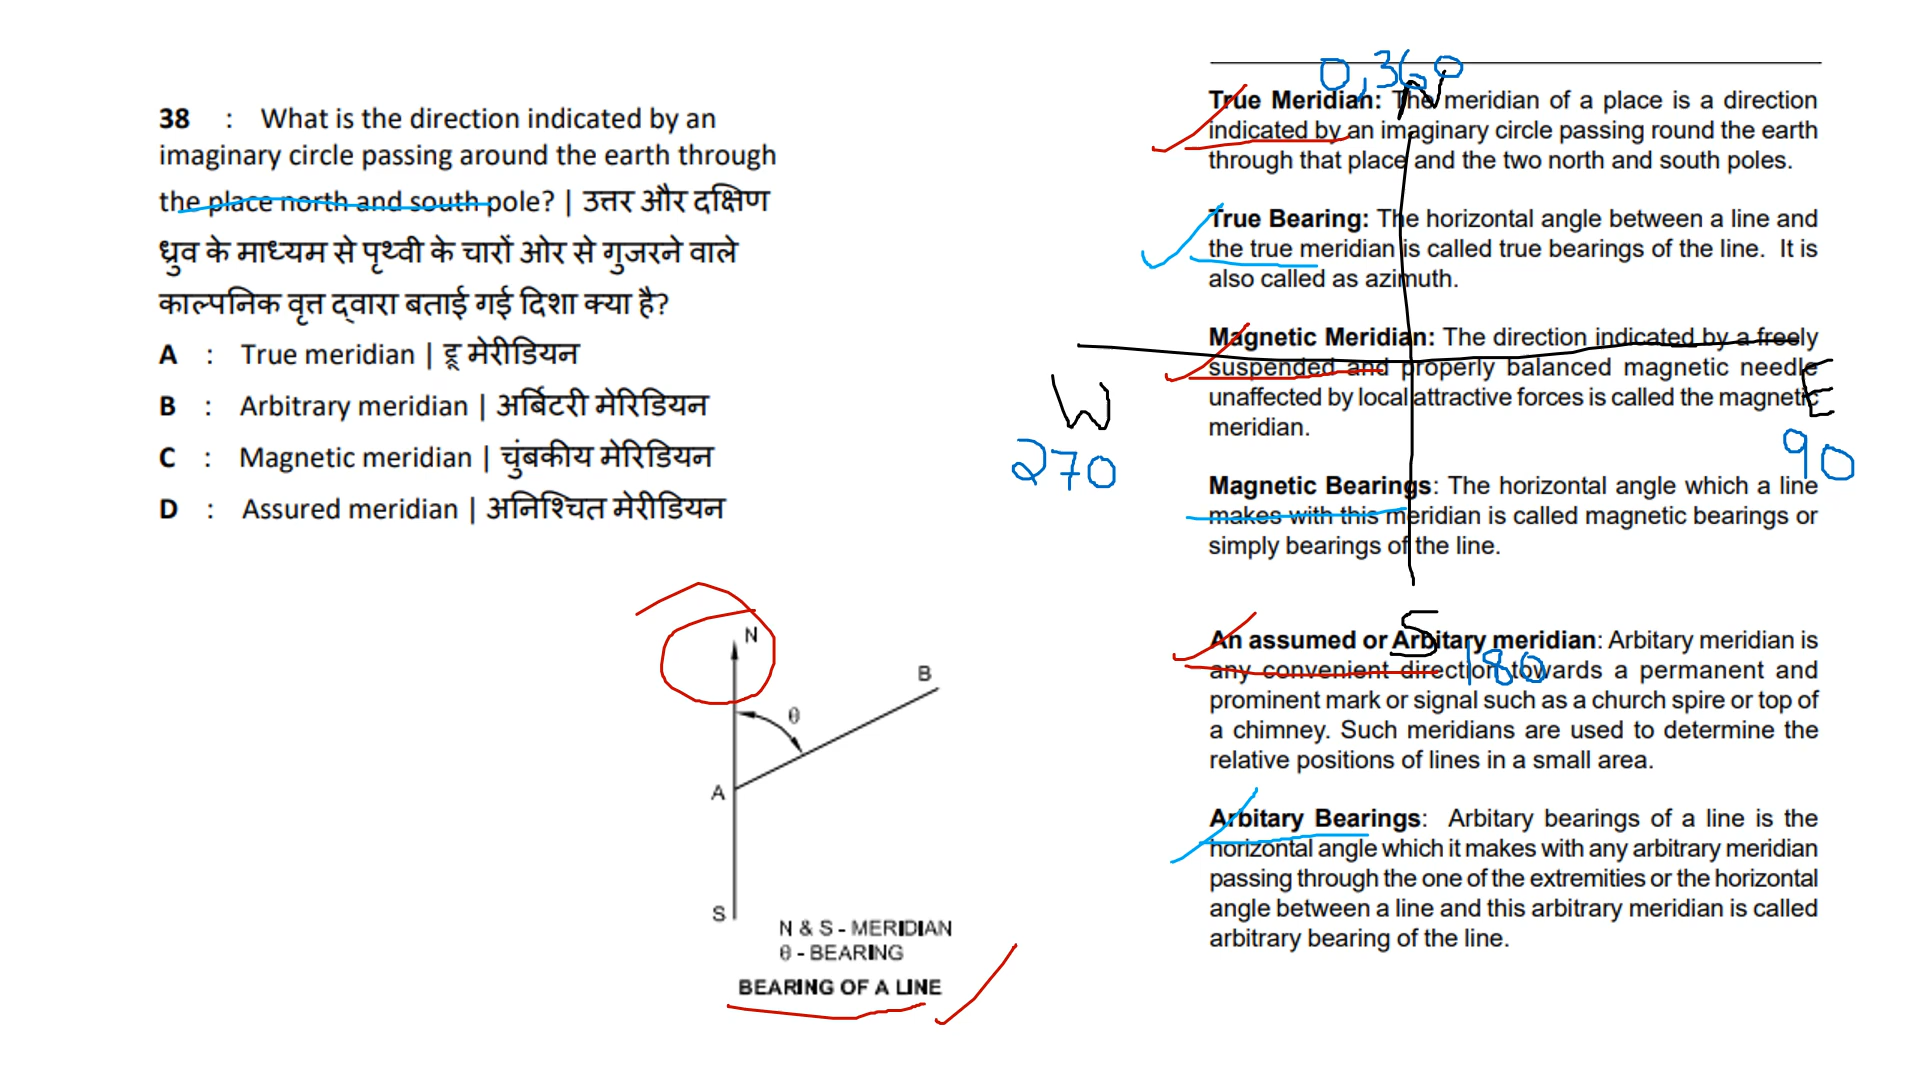 38 : What is the direction indicated by an
imaginary circle passing around the earth through
the place north and south pole? | उत्तर और दक्षिण
ध्रुव के माध्यम से पृथ्वी के चारों ओर से गुजरने वाले
काल्पनिक वृत्त द्वारा बताई गई दिशा क्या है?
A : True meridian | ट्रू मेरीडियन
B : Arbitrary meridian | अर्बिटरी मेरिडियन
C : Magnetic meridian | चुंबकीय मेरिडियन
D : Assured meridian | अनिश्चित मेरीडियन
N
B
θ
A
S
N & S - MERIDIAN
θ - BEARING
BEARING OF A LINE
0,360
N
True Meridian: The meridian of a place is a direction
indicated by an imaginary circle passing round the earth
through that place and the two north and south poles.
True Bearing: The horizontal angle between a line and
the true meridian is called true bearings of the line. It is
also called as azimuth.
Magnetic Meridian: The direction indicated by a freely
suspended and properly balanced magnetic needle
unaffected by local attractive forces is called the magnetic
meridian.
W
270
E
90
Magnetic Bearings: The horizontal angle which a line
makes with this meridian is called magnetic bearings or
simply bearings of the line.
S
180
An assumed or Arbitary meridian: Arbitary meridian is
any convenient direction towards a permanent and
prominent mark or signal such as a church spire or top of
a chimney. Such meridians are used to determine the
relative positions of lines in a small area.
Arbitary Bearings: Arbitary bearings of a line is the
horizontal angle which it makes with any arbitrary meridian
passing through the one of the extremities or the horizontal
angle between a line and this arbitrary meridian is called
arbitrary bearing of the line.